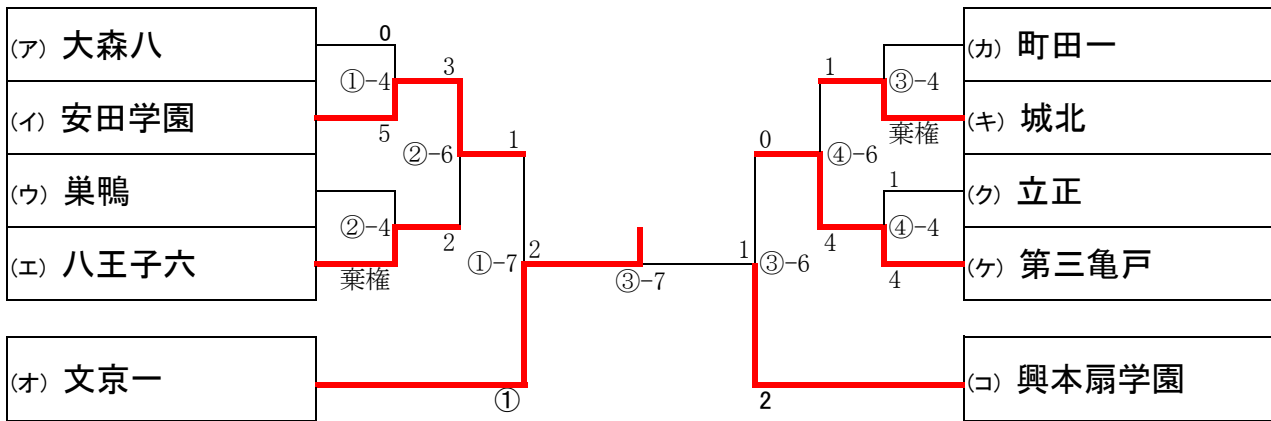 (ア) 大森八
0
①-4
3
(イ) 安田学園
5
②-6
1
(ウ) 巣鴨
②-4
2
(エ) 八王子六
棄権
①-7
2
③-7
(オ) 文京一
①
(カ) 町田一
1
③-4
(キ) 城北
棄権
0
④-6
1
(ク) 立正
④-4
4
(ケ) 第三亀戸
4
1
③-6
(コ) 興本扇学園
2